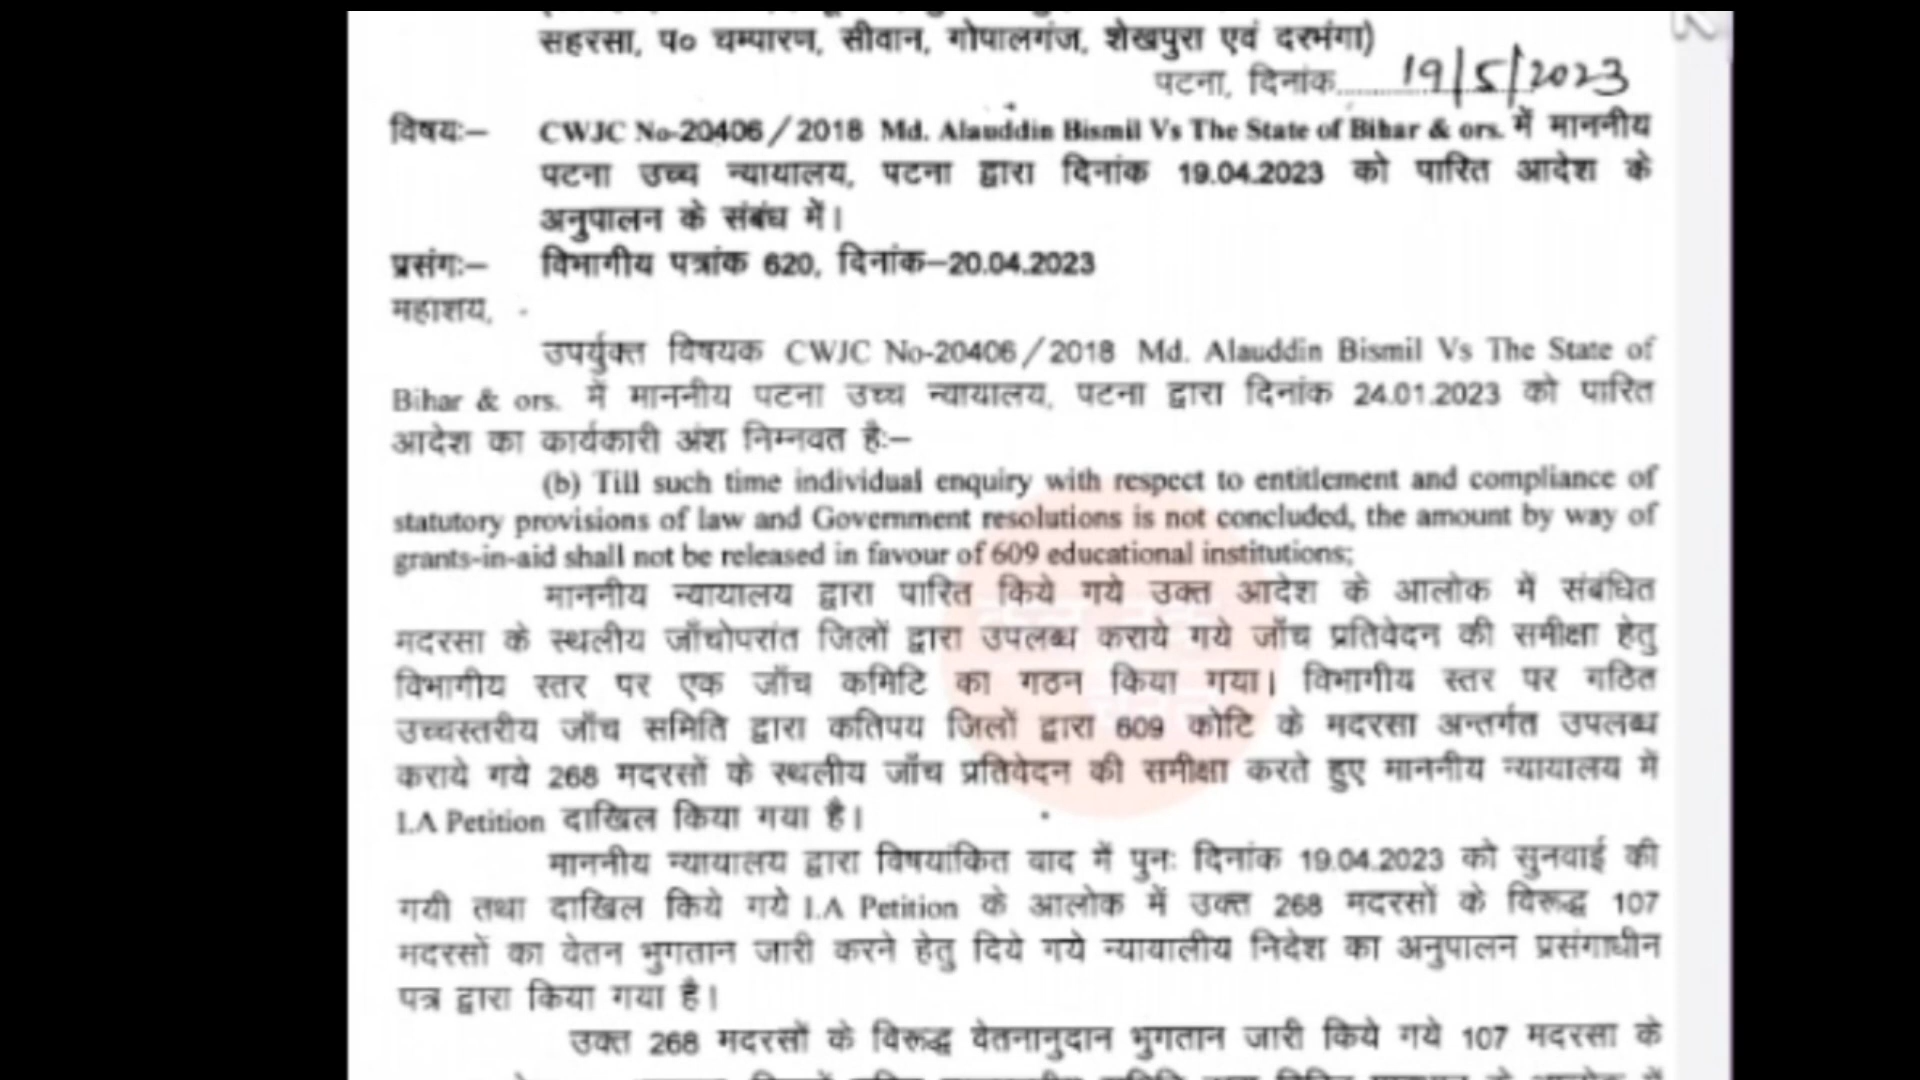 सहरसा, प० चम्पारण, सीवान, गोपालगंज, शेखपुरा एवं दरभंगा)
पटना, दिनांक..........19/5/2023
विषयः– CWJC No-20406/2018 Md. Alauddin Bismil Vs The State of Bihar & ors. में माननीय
पटना उच्च न्यायालय, पटना द्वारा दिनांक 19.04.2023 को पारित आदेश के
अनुपालन के संबंध में।
प्रसंगः– विभागीय पत्रांक 620, दिनांक–20.04.2023
महाशय,
उपर्युक्त विषयक CWJC No-20406/2018 Md. Alauddin Bismil Vs The State of
Bihar & ors. में माननीय पटना उच्च न्यायालय, पटना द्वारा दिनांक 24.01.2023 को पारित
आदेश का कार्यकारी अंश निम्नवत हैः–
(b) Till such time individual enquiry with respect to entitlement and compliance of
statutory provisions of law and Government resolutions is not concluded, the amount by way of
grants-in-aid shall not be released in favour of 609 educational institutions;
माननीय न्यायालय द्वारा पारित किये गये उक्त आदेश के आलोक में संबंधित
मदरसा के स्थलीय जाँचोपरांत जिलों द्वारा उपलब्ध कराये गये जाँच प्रतिवेदन की समीक्षा हेतु
विभागीय स्तर पर एक जाँच कमिटि का गठन किया गया। विभागीय स्तर पर गठित
उच्चस्तरीय जाँच समिति द्वारा कतिपय जिलों द्वारा 609 कोटि के मदरसा अन्तर्गत उपलब्ध
कराये गये 268 मदरसों के स्थलीय जाँच प्रतिवेदन की समीक्षा करते हुए माननीय न्यायालय में
I.A Petition दाखिल किया गया है।
माननीय न्यायालय द्वारा विषयांकित वाद में पुनः दिनांक 19.04.2023 को सुनवाई की
गयी तथा दाखिल किये गये I.A Petition के आलोक में उक्त 268 मदरसों के विरूद्ध 107
मदरसों का वेतन भुगतान जारी करने हेतु दिये गये न्यायालीय निदेश का अनुपालन प्रसंगाधीन
पत्र द्वारा किया गया है।
उक्त 268 मदरसों के विरूद्ध वेतनानुदान भुगतान जारी किये गये 107 मदरसा के